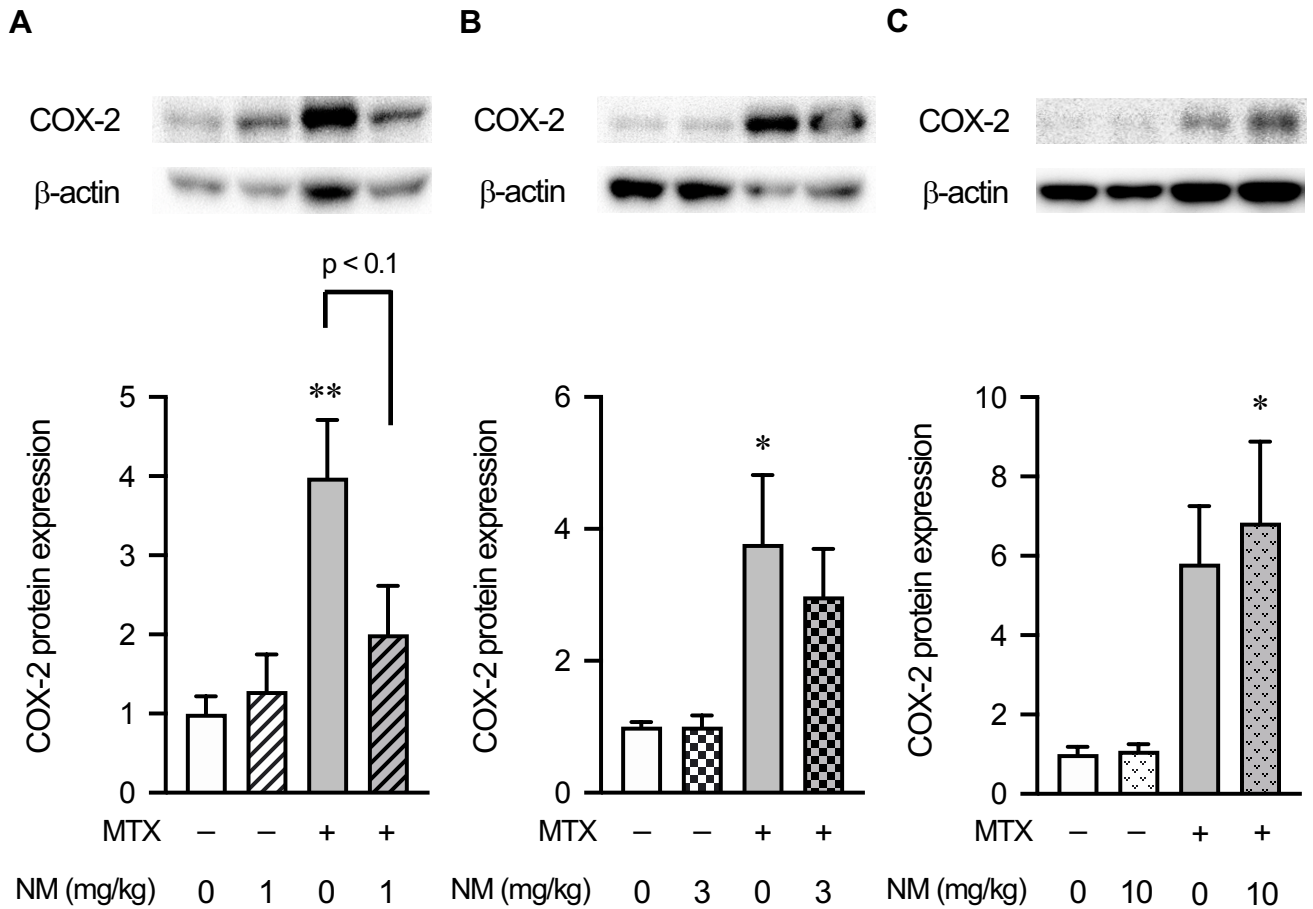 A
COX-2
β-actin
p < 0.1
**
COX-2 protein expression
5
4
3
2
1
0
MTX – – + +
NM (mg/kg) 0 1 0 1
B
COX-2
β-actin
*
COX-2 protein expression
6
4
2
0
MTX – – + +
NM (mg/kg) 0 3 0 3
C
COX-2
β-actin
*
COX-2 protein expression
10
8
6
4
2
0
MTX – – + +
NM (mg/kg) 0 10 0 10